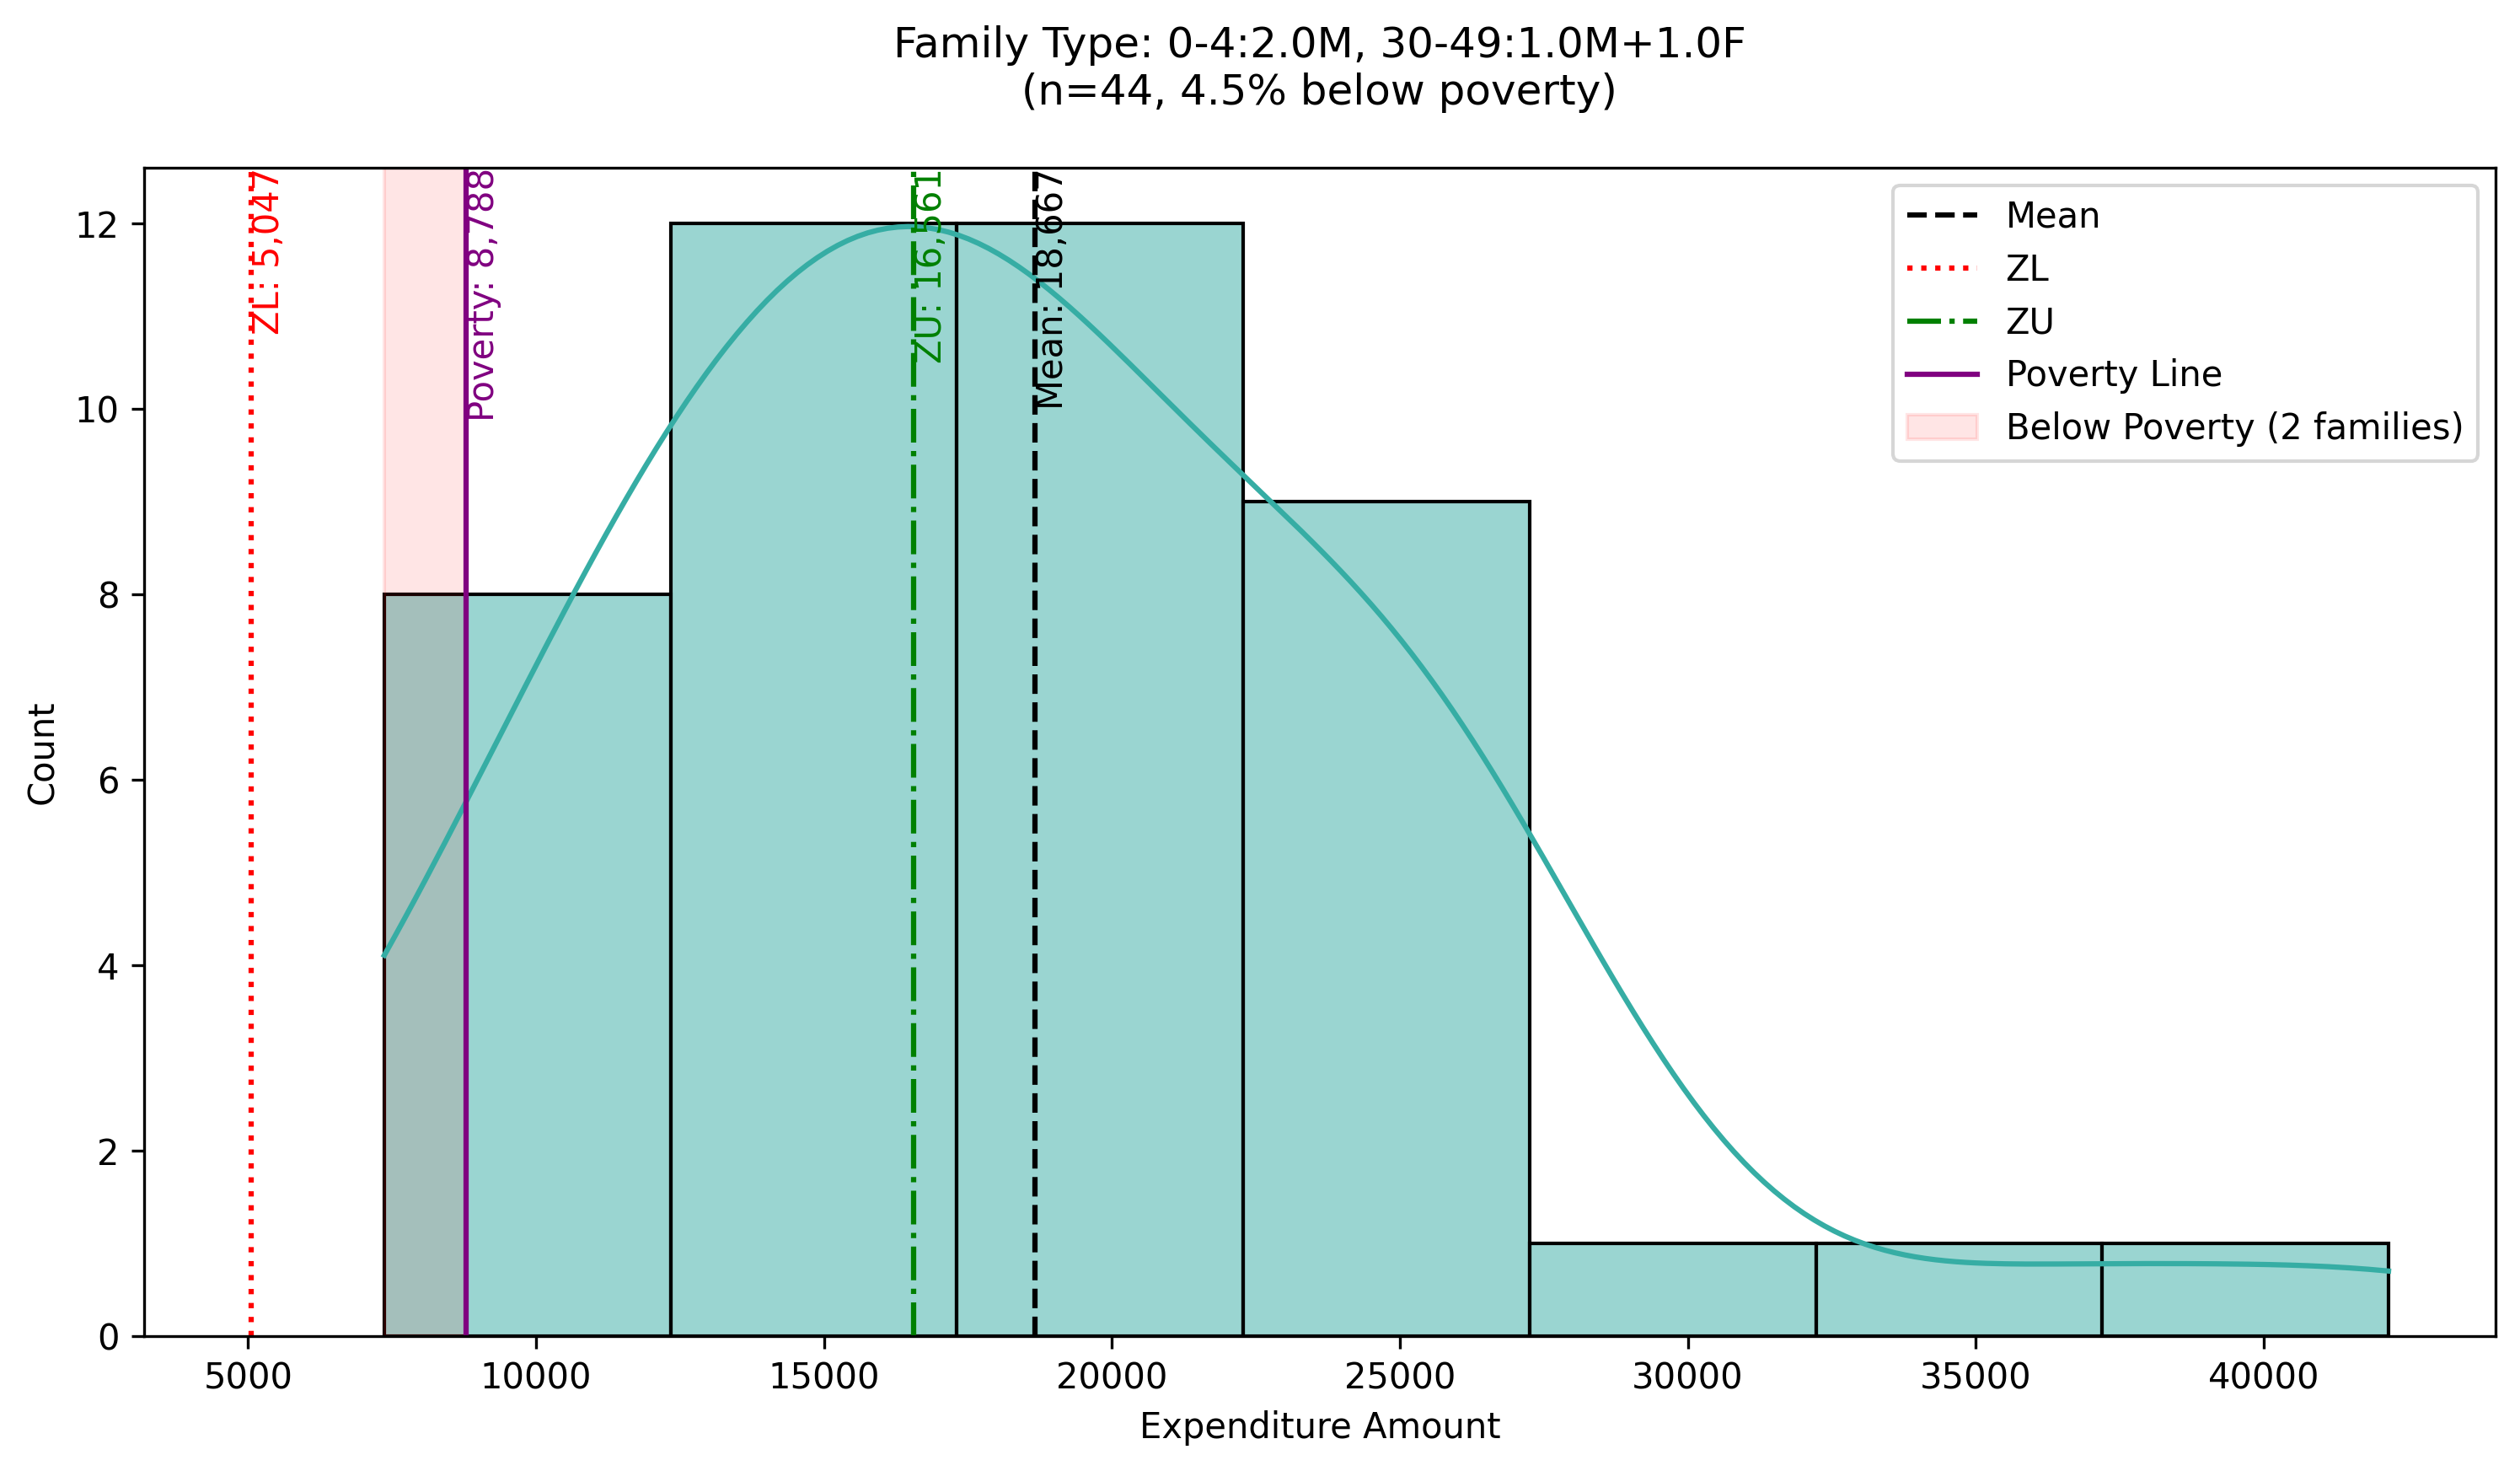 Family Type: 0-4:2.0M, 30-49:1.0M+1.0F
(n=44, 4.5% below poverty)
ZL: 5,047
Poverty: 8,788
ZU: 16,561
Mean: 18,667
Mean
ZL
ZU
Poverty Line
Below Poverty (2 families)
12
10
8
6
4
2
0
Count
5000
10000
15000
20000
25000
30000
35000
40000
Expenditure Amount